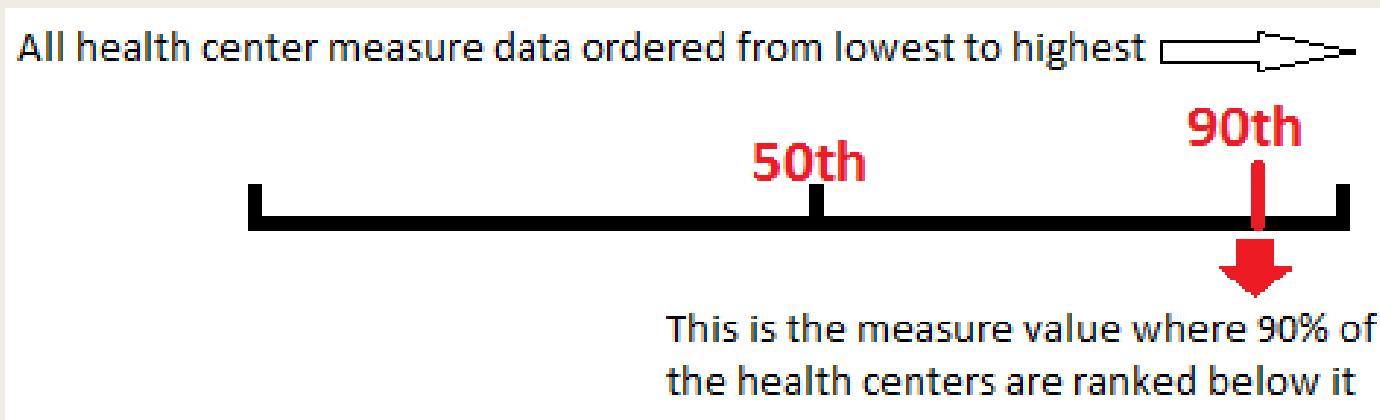 All health center measure data ordered from lowest to highest
90th
50th
This is the measure value where 90% of
the health centers are ranked below it